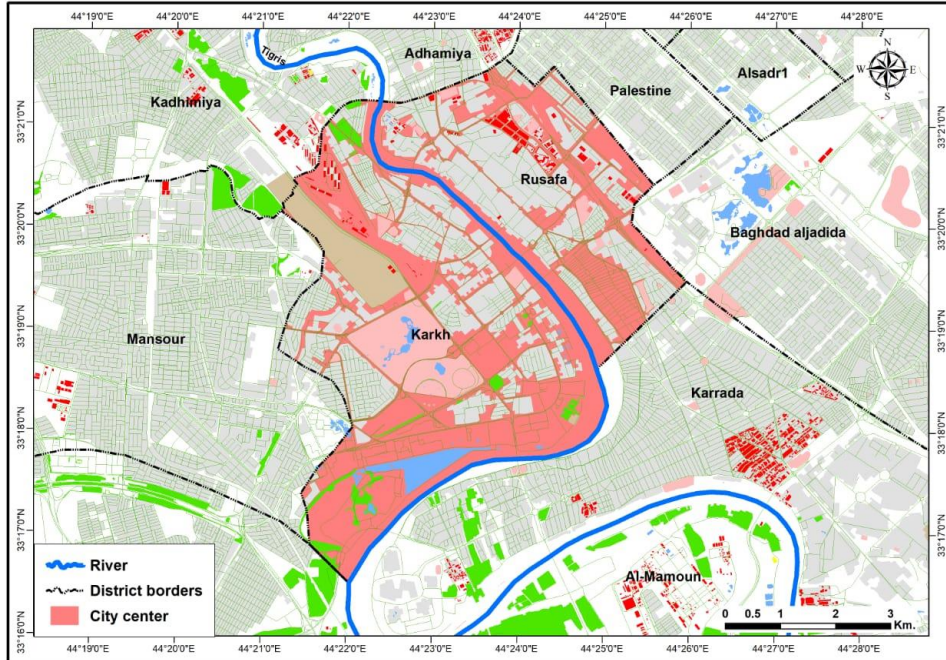 44°19'0"E 44°20'0"E 44°21'0"E 44°22'0"E 44°23'0"E 44°24'0"E 44°25'0"E 44°26'0"E 44°27'0"E 44°28'0"E
Tigris
Adhamiya
N
W E
S
Alsadr1
Palestine
Kadhimiya
33°21'0"N
33°21'0"N
Rusafa
33°20'0"N
33°20'0"N
Baghdad aljadida
33°19'0"N
33°19'0"N
Karkh
Mansour
Karrada
33°18'0"N
33°18'0"N
33°17'0"N
33°17'0"N
River
District borders
City center
Al-Mamoun
0 0.5 1 2 3
Km.
33°16'0"N
44°19'0"E 44°20'0"E 44°21'0"E 44°22'0"E 44°23'0"E 44°24'0"E 44°25'0"E 44°26'0"E 44°27'0"E 44°28'0"E